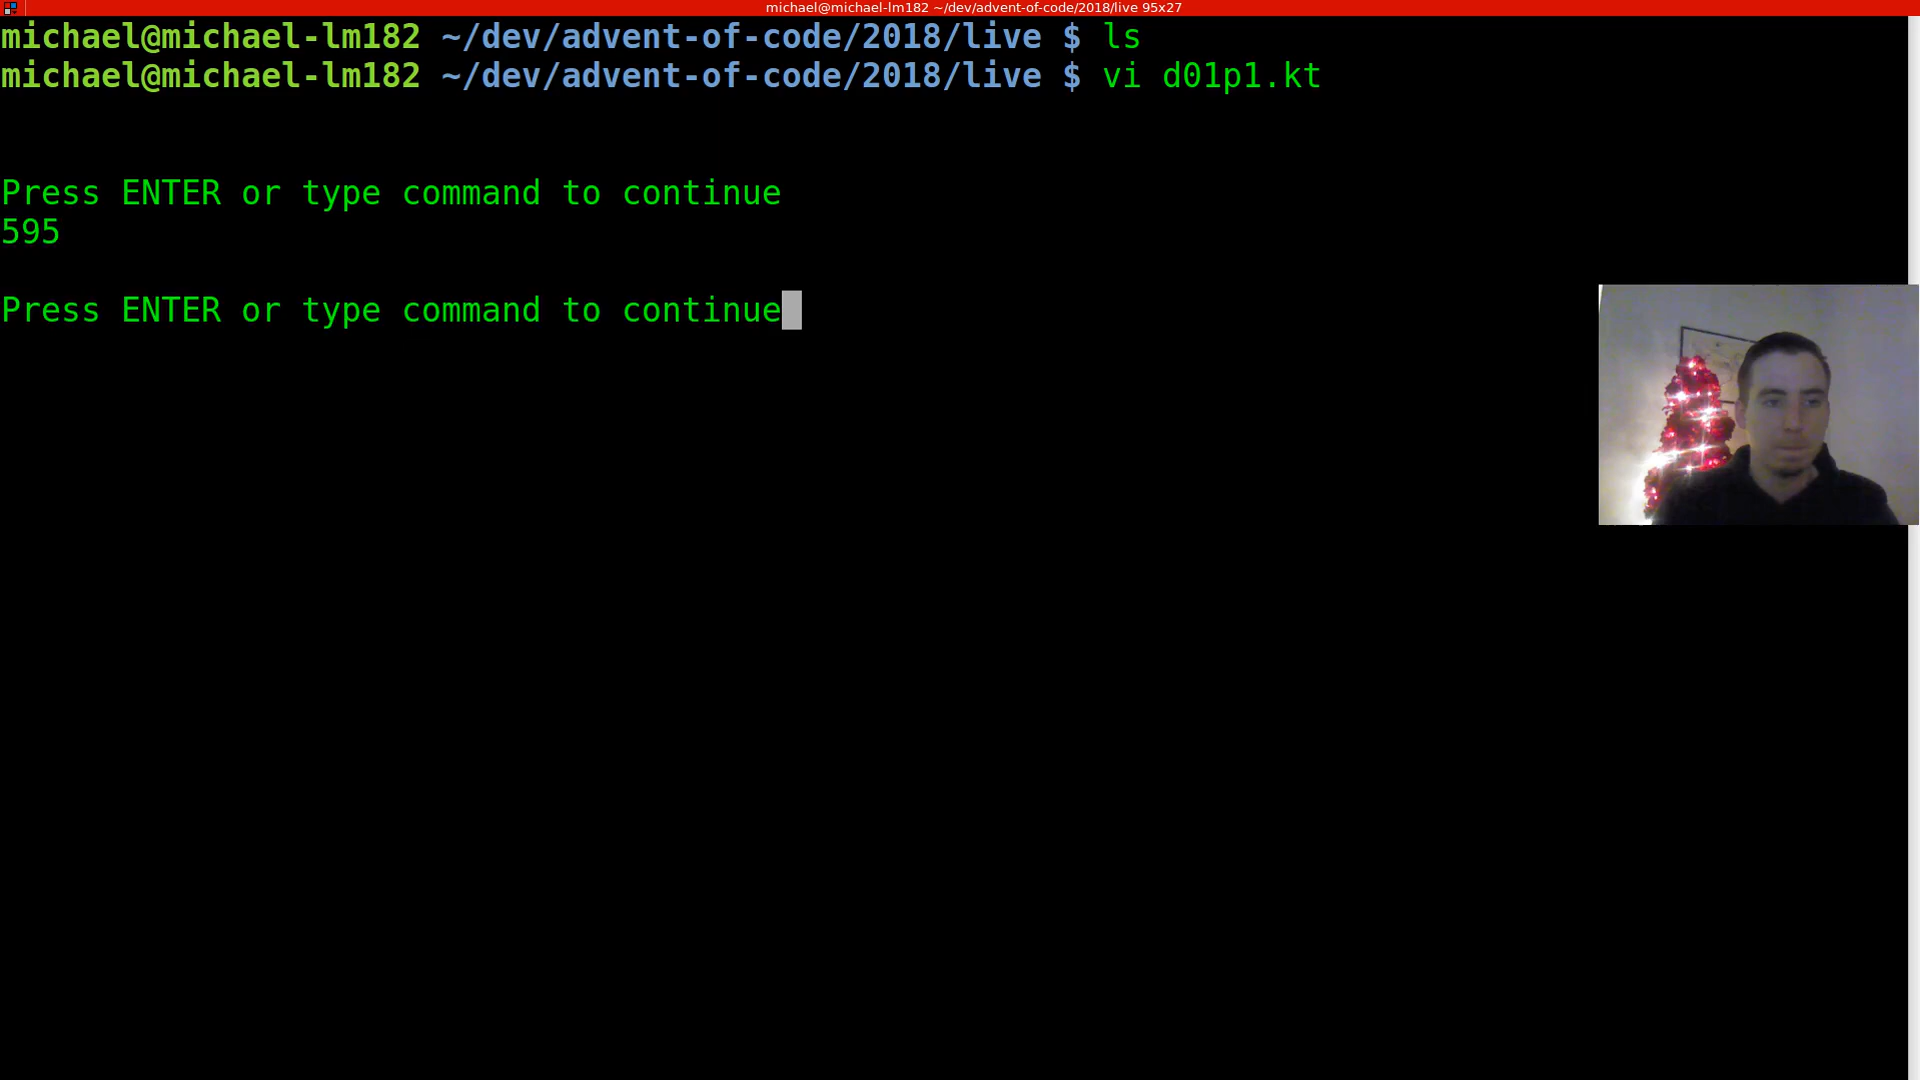 michael@michael-lm182 ~/dev/advent-of-code/2018/live 95x27
michael@michael-lm182 ~/dev/advent-of-code/2018/live $ ls
michael@michael-lm182 ~/dev/advent-of-code/2018/live $ vi d01p1.kt
Press ENTER or type command to continue
595
Press ENTER or type command to continue